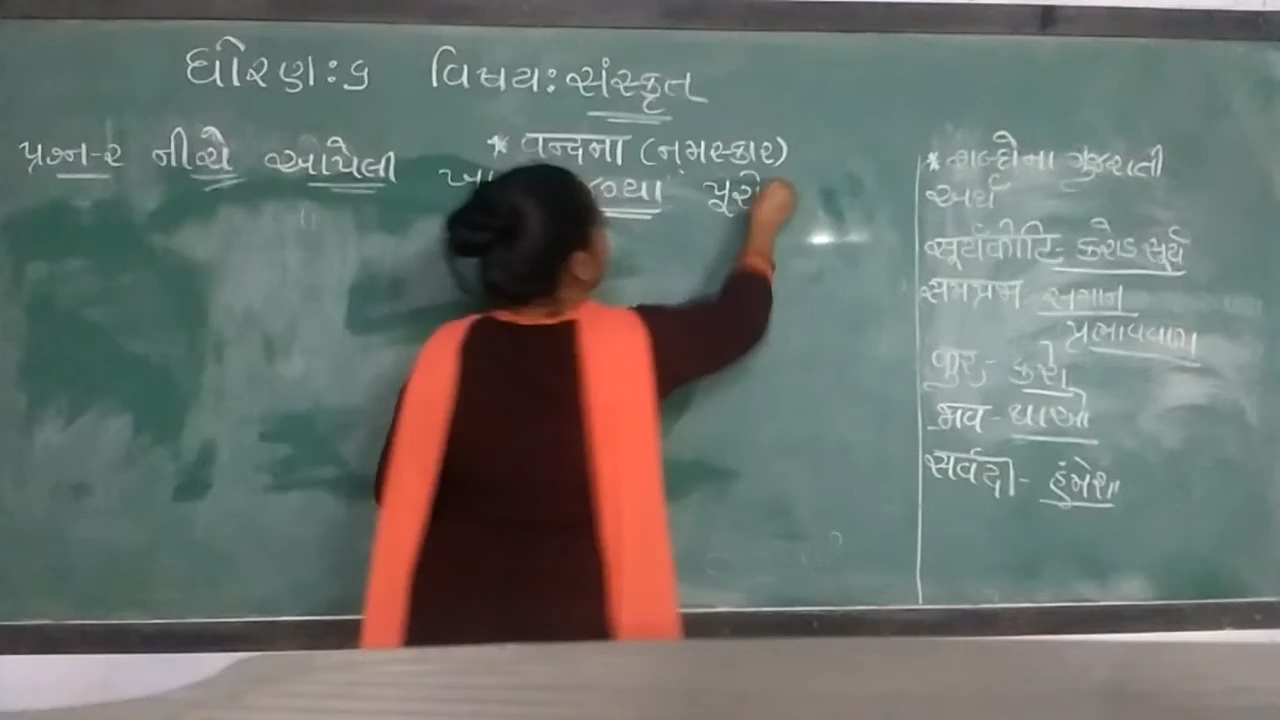 ધોરણ: ૬ વિષય: સંસ્કૃત
* વન્દના (નમસ્કાર)
પ્રશ્ન-૨ નીચે આપેલી ખા ગ્યા પૂરો
* શબ્દોના ગુજરાતી
અર્થ
સૂર્યકોટિ - કરોડ સૂર્ય
સમપ્રભ - સમાન
પ્રભાવવાળા
કુરુ - કરો
ભવ - થાઓ
સર્વદા - હંમેશા